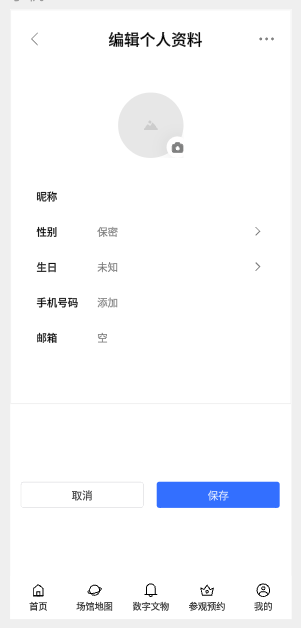 编辑个人资料
昵称
性别 保密
生日 未知
手机号码 添加
邮箱 空
取消 保存
首页 场馆地图 数字文物 参观预约 我的